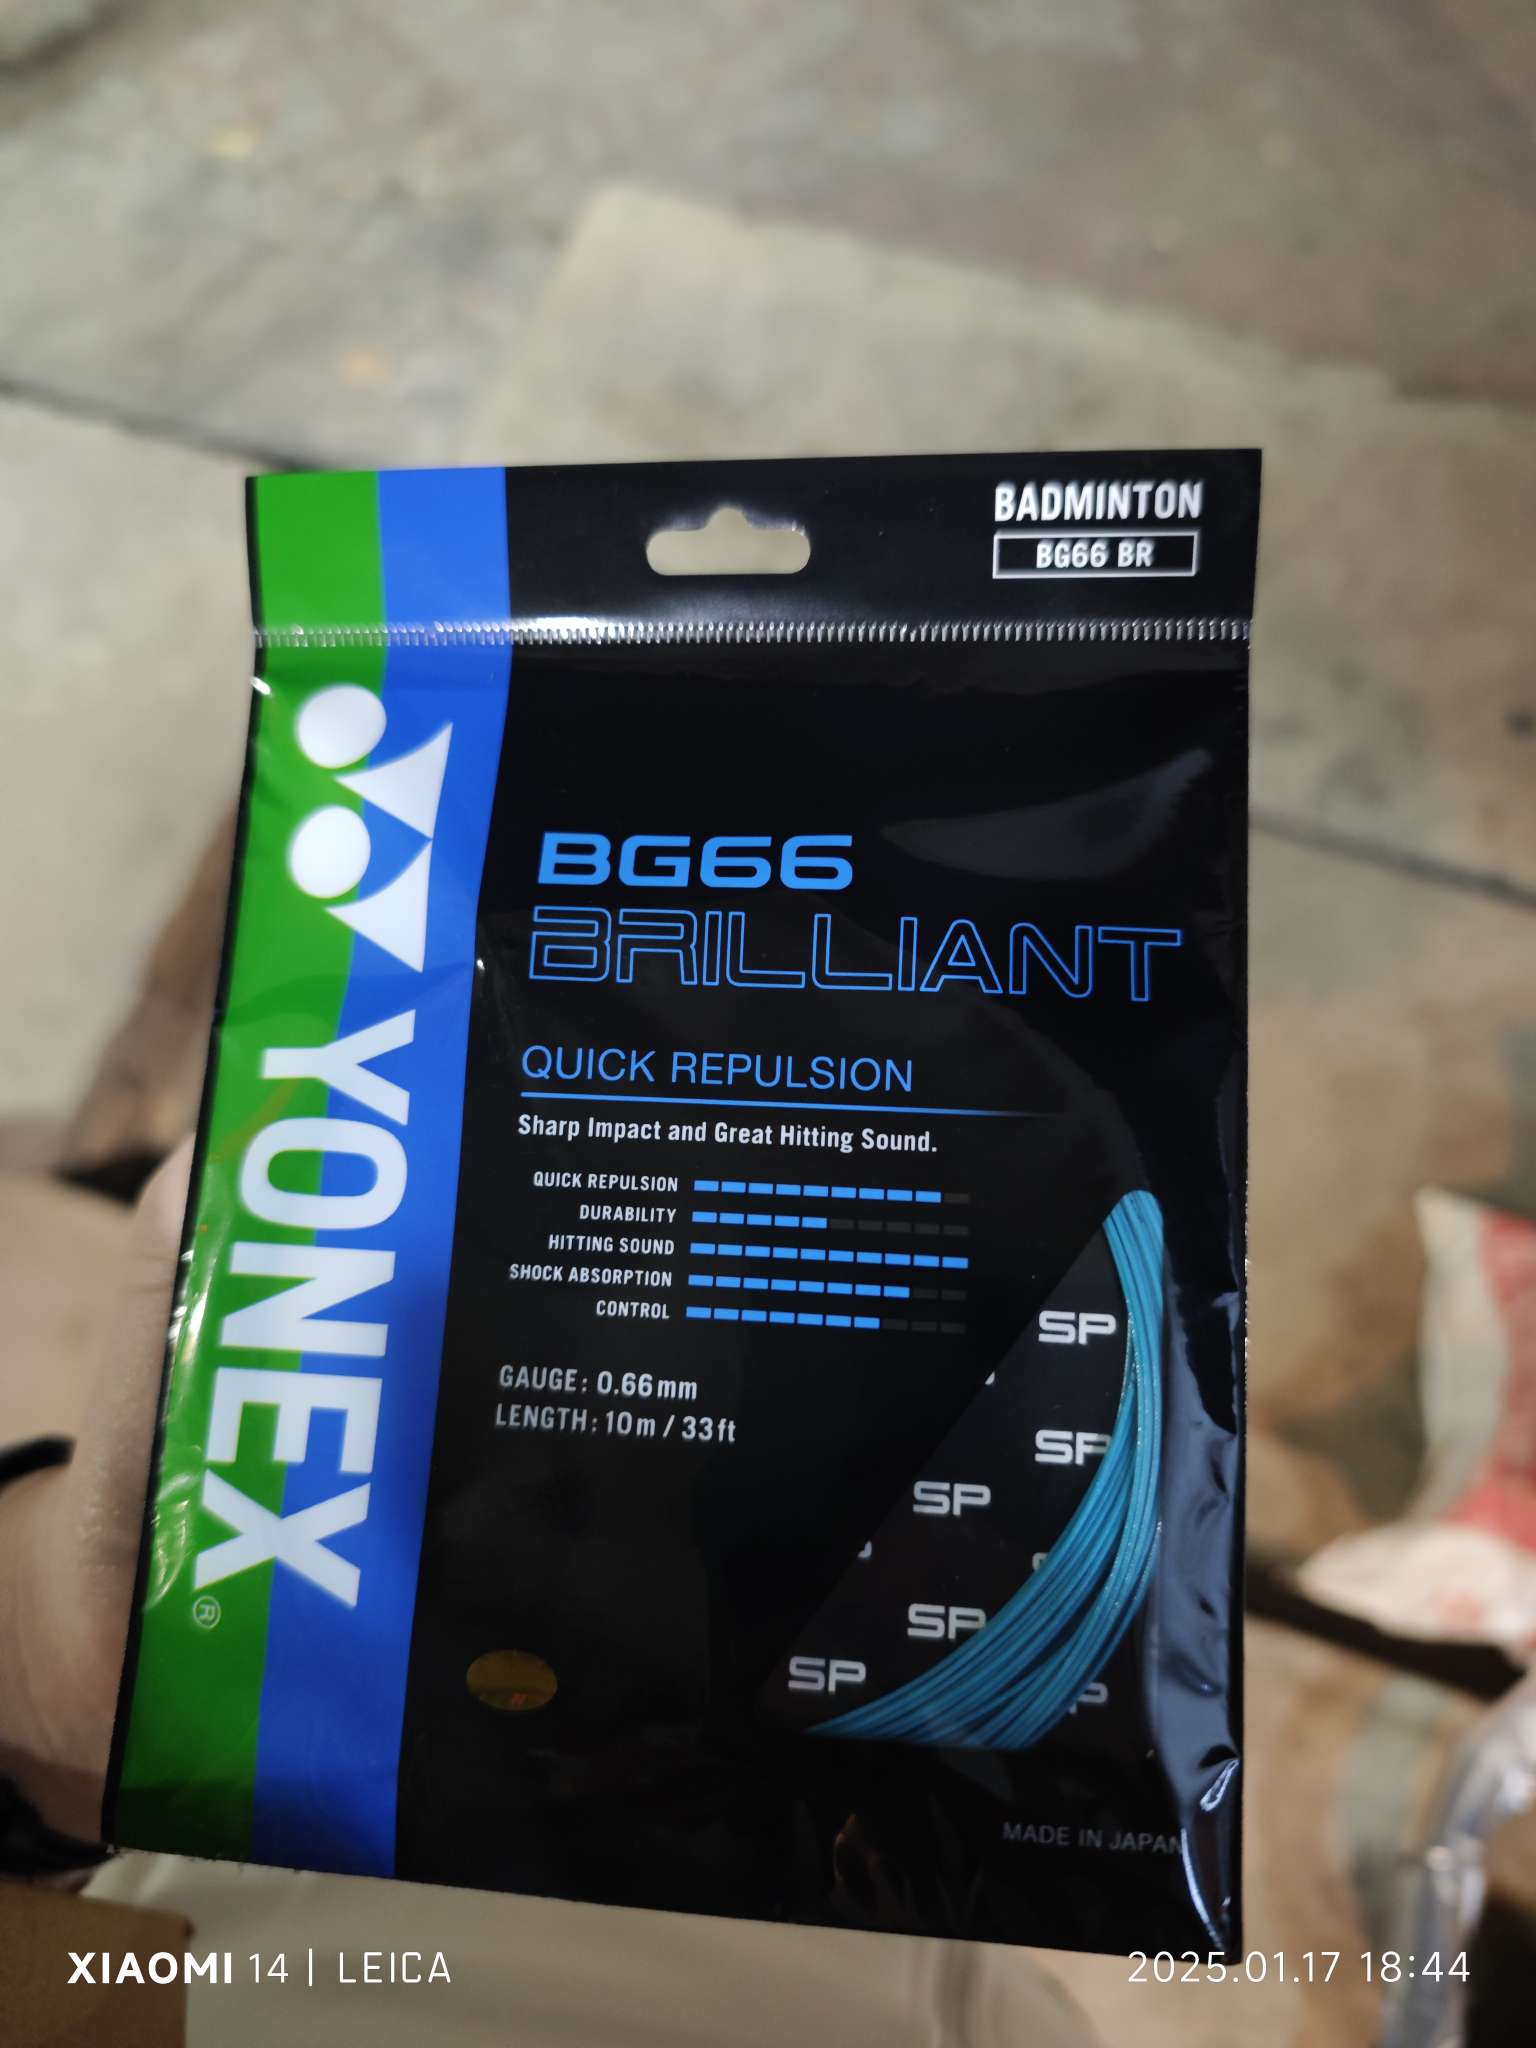 BADMINTON
BG66 BR
YONEX®
BG66
BRILLIANT
QUICK REPULSION
Sharp Impact and Great Hitting Sound.
QUICK REPULSION
DURABILITY
HITTING SOUND
SHOCK ABSORPTION
CONTROL
GAUGE: 0.66mm
LENGTH: 10m / 33ft
SP
SP
SP
SP
SP
MADE IN JAPAN
XIAOMI 14 | LEICA
2025.01.17 18:44